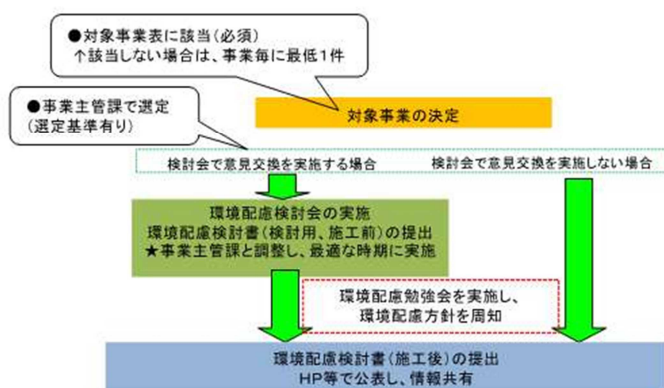 ●対象事業表に該当(必須)
↑該当しない場合は、事業毎に最低1件
●事業主管課で選定
(選定基準有り)
対象事業の決定
検討会で意見交換を実施する場合
検討会で意見交換を実施しない場合
環境配慮検討会の実施
環境配慮検討書(検討用、施工前)の提出
★事業主管課と調整し、最適な時期に実施
環境配慮勉強会を実施し、
環境配慮方針を周知
環境配慮検討書(施工後)の提出
HP等で公表し、情報共有